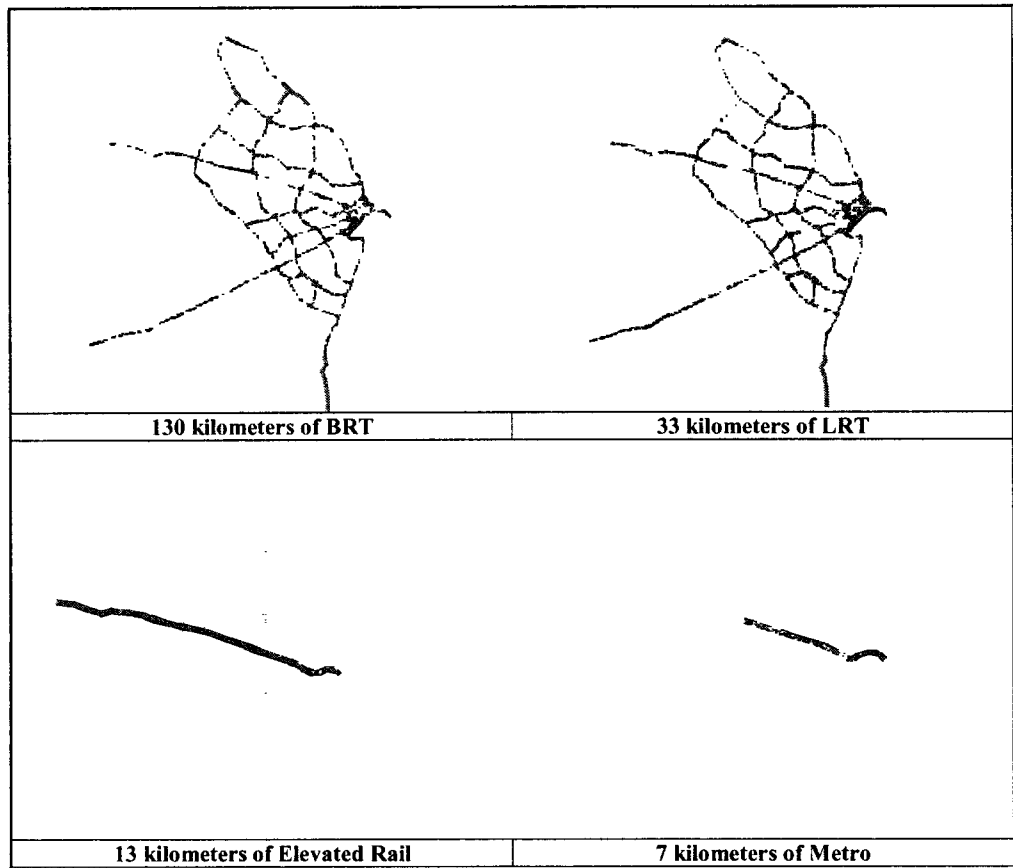 130 kilometers of BRT
33 kilometers of LRT
13 kilometers of Elevated Rail
7 kilometers of Metro